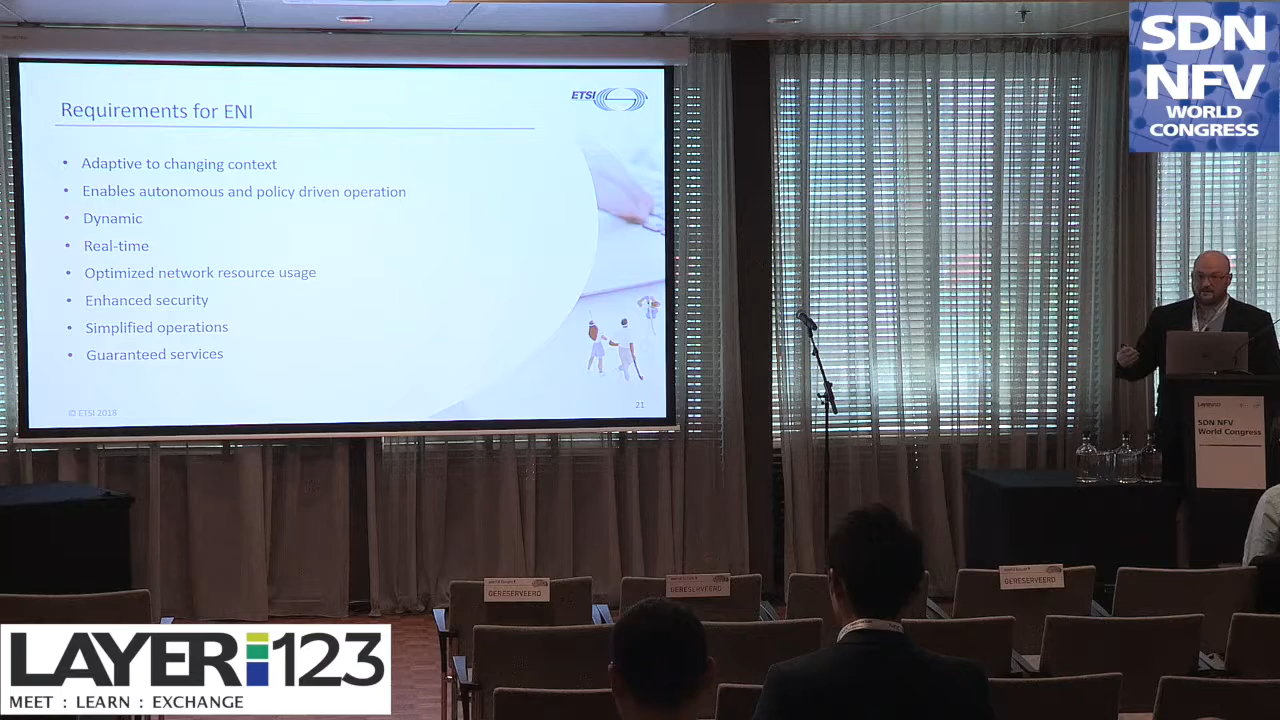 SDN
NFV
WORLD
CONGRESS
ETSI
Requirements for ENI
• Adaptive to changing context
• Enables autonomous and policy driven operation
• Dynamic
• Real-time
• Optimized network resource usage
• Enhanced security
• Simplified operations
• Guaranteed services
© ETSI 2018
21
SDN NFV
World Congress
GERESERVEERD
GERESERVEERD
GERESERVEERD
LAYER123
MEET : LEARN : EXCHANGE